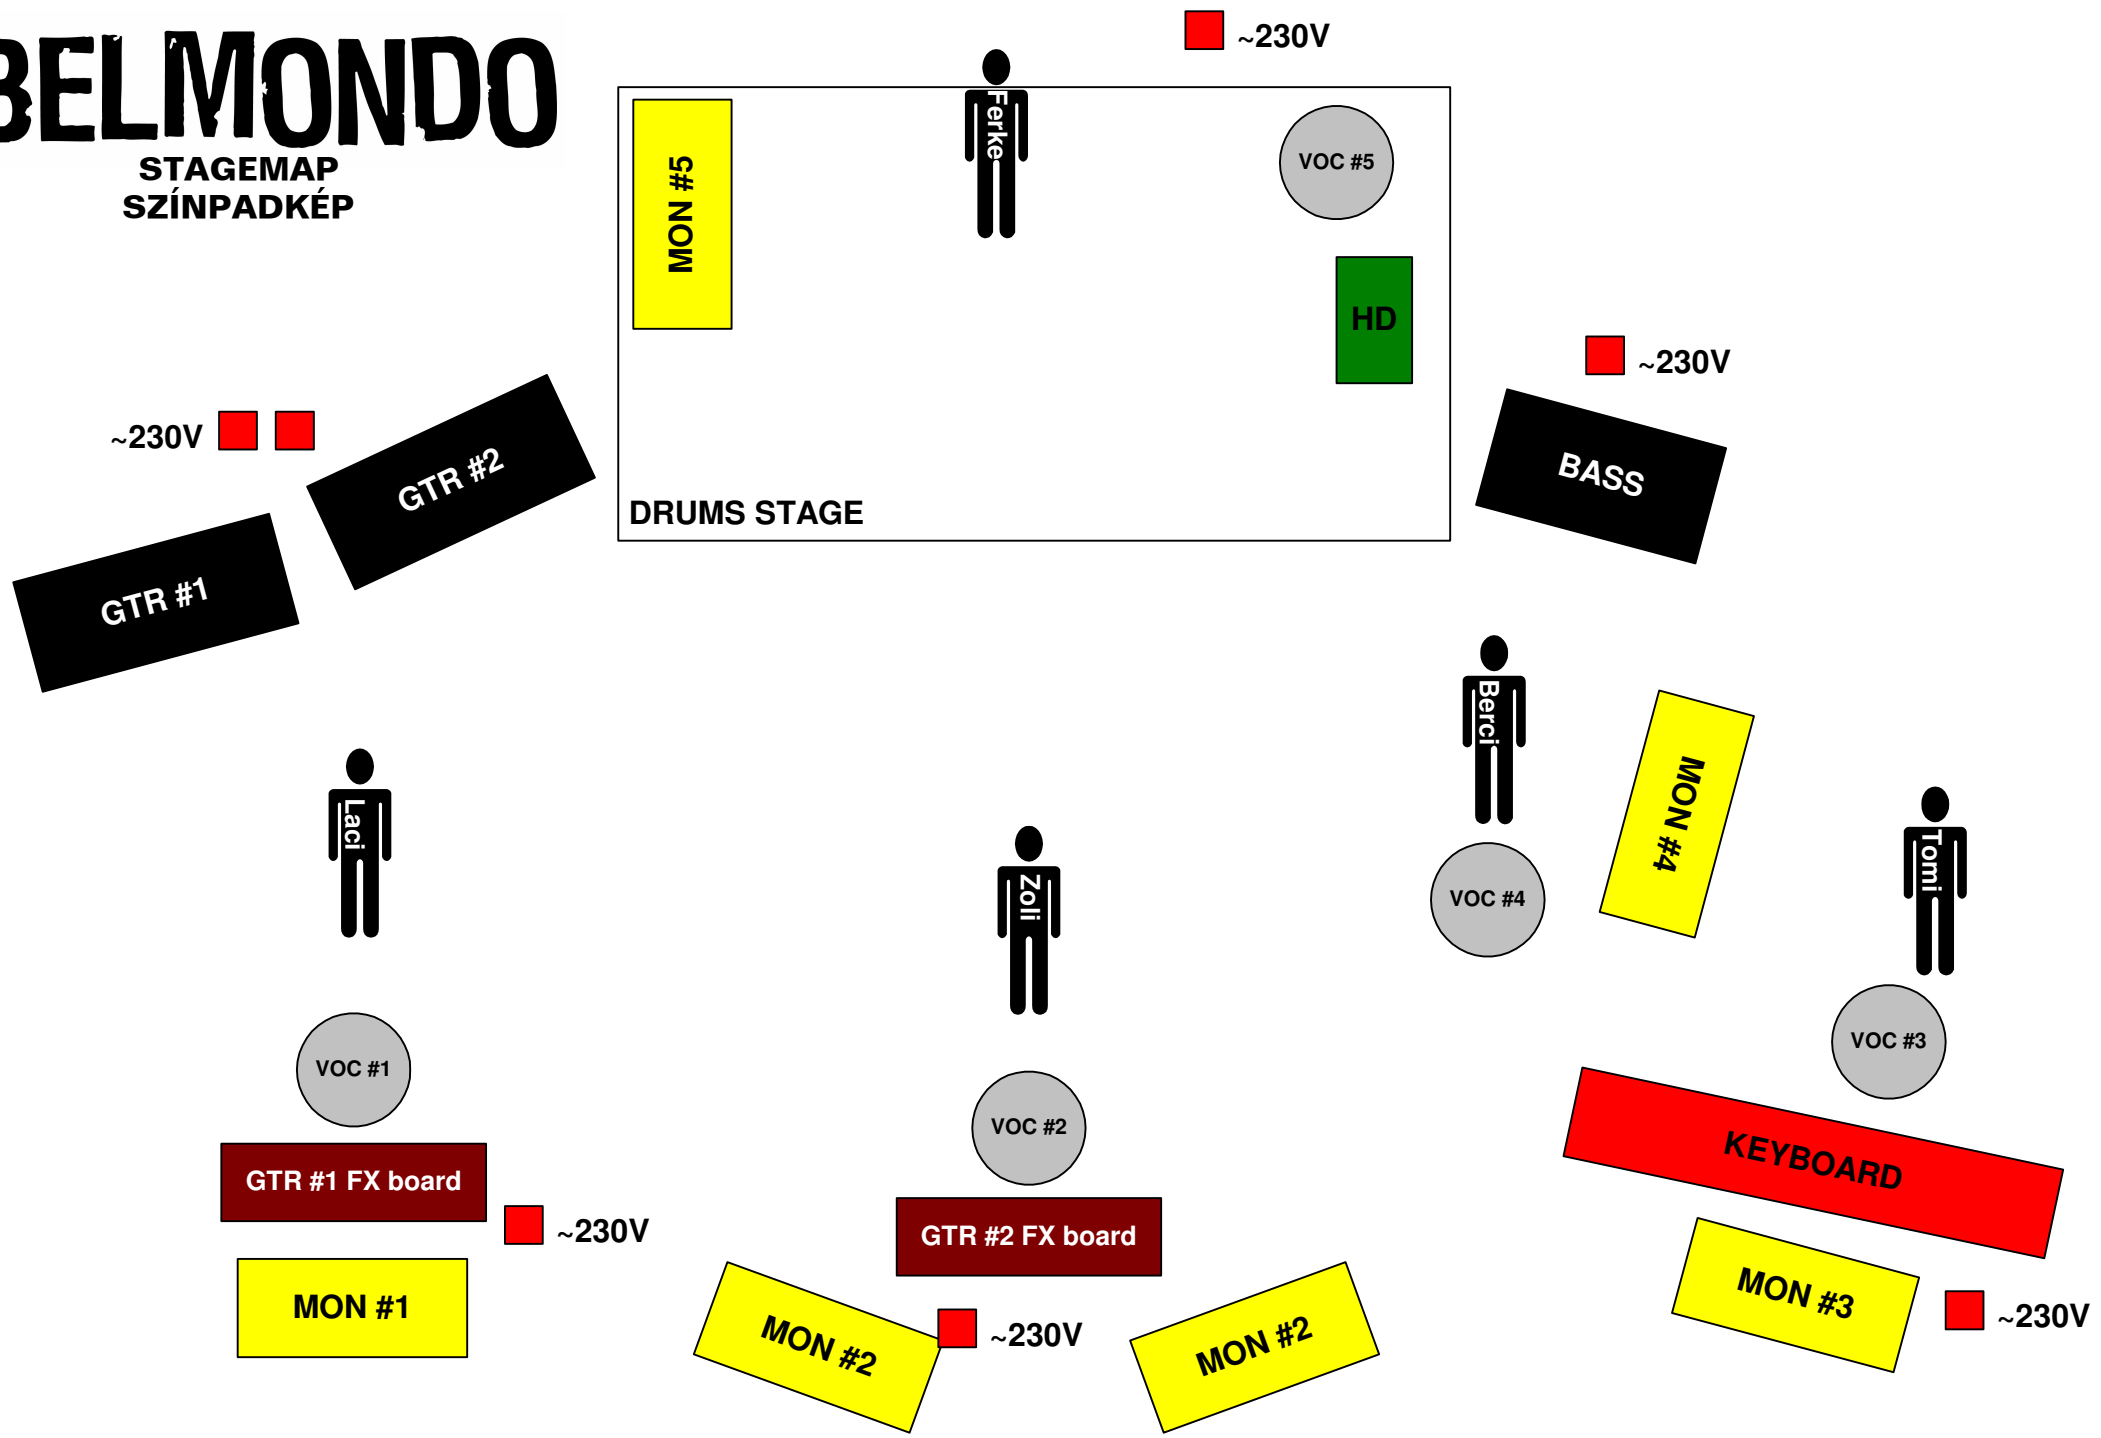 BELMONDO
STAGEMAP
SZÍNPADKÉP
~230V
Ferke
VOC #5
MON #5
HD
DRUMS STAGE
~230V
BASS
~230V
GTR #2
GTR #1
Berci
MON #4
VOC #4
Laci
Zoli
Tomi
VOC #1
VOC #2
VOC #3
GTR #1 FX board
~230V
MON #1
GTR #2 FX board
MON #2
~230V
MON #2
KEYBOARD
MON #3
~230V